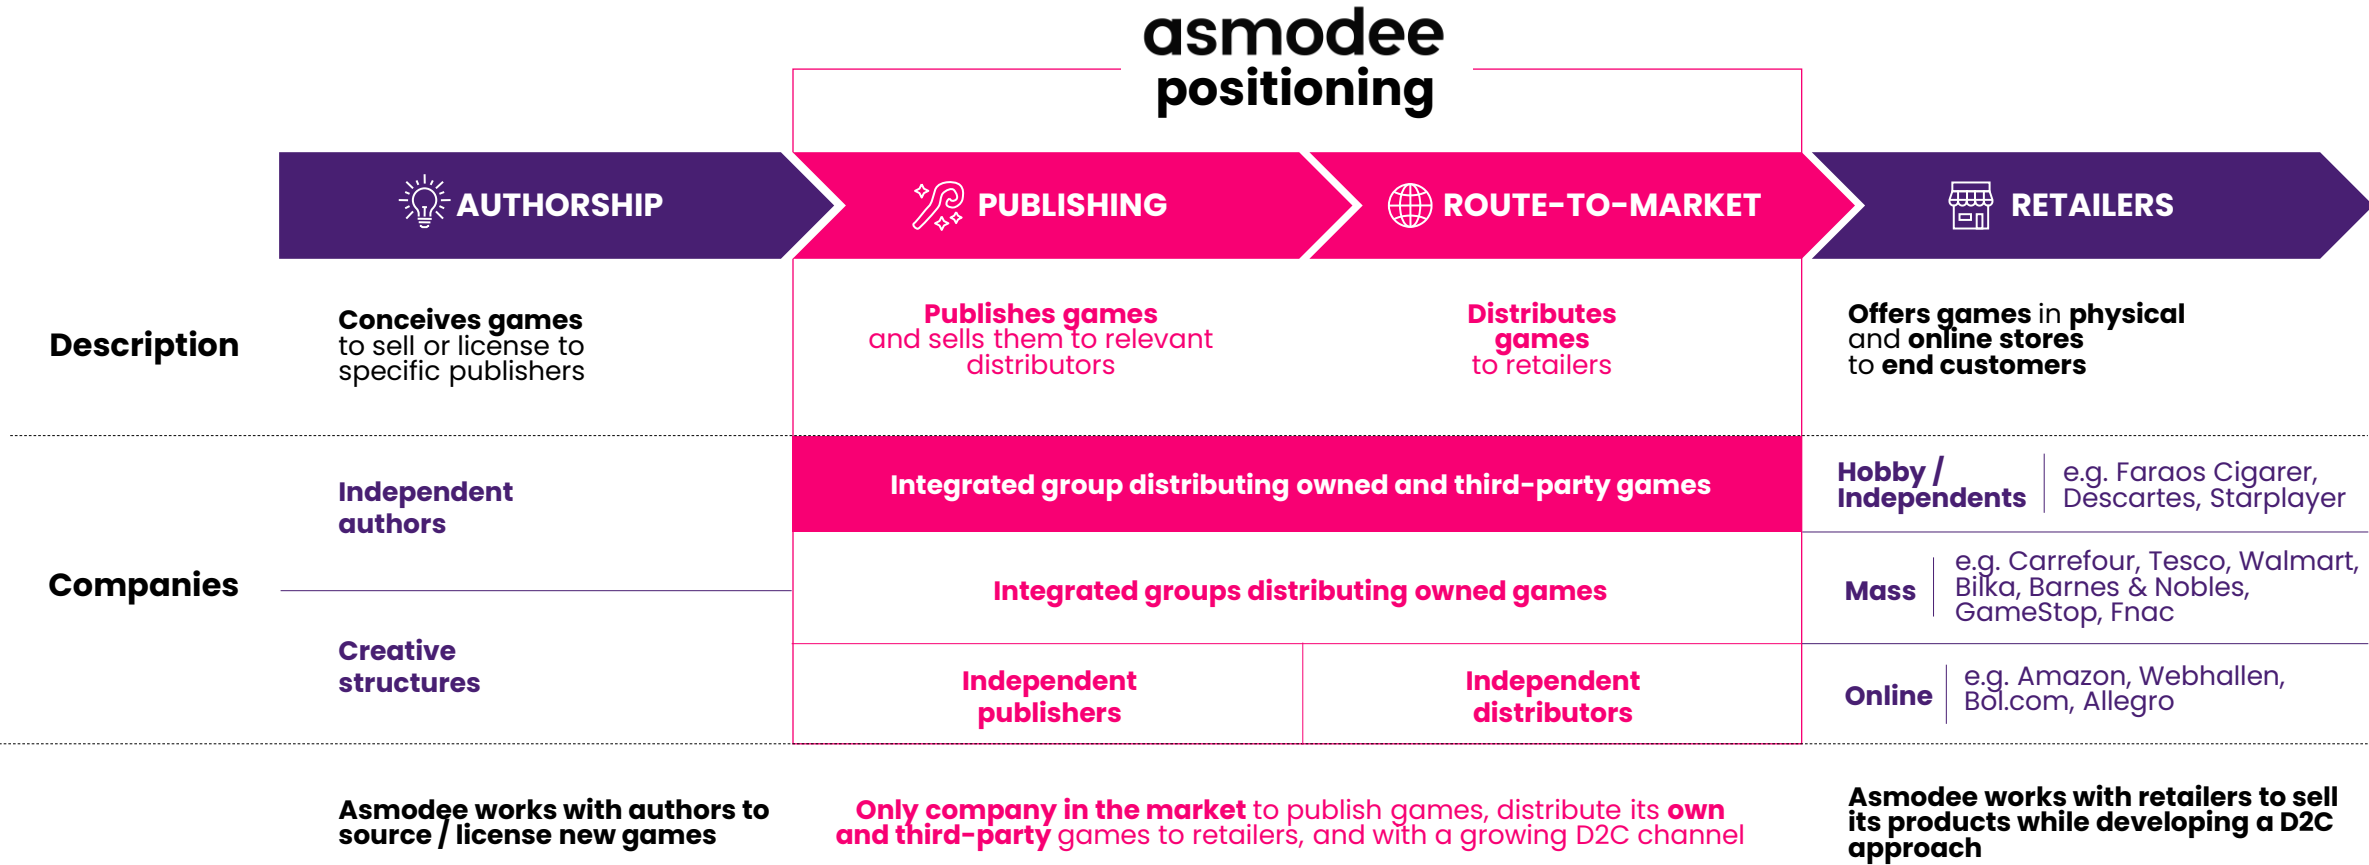 asmodee
positioning
AUTHORSHIP
PUBLISHING
ROUTE-TO-MARKET
RETAILERS
Description
Conceives games
to sell or license to
specific publishers
Publishes games
and sells them to relevant
distributors
Distributes
games
to retailers
Offers games in physical
and online stores
to end customers
Companies
Independent
authors
Creative
structures
Integrated group distributing owned and third-party games
Integrated groups distributing owned games
Independent
publishers
Independent
distributors
Hobby /
Independents
e.g. Faraos Cigarer,
Descartes, Starplayer
Mass
e.g. Carrefour, Tesco, Walmart,
Bilka, Barnes & Nobles,
GameStop, Fnac
Online
e.g. Amazon, Webhallen,
Bol.com, Allegro
Asmodee works with authors to
source / license new games
Only company in the market to publish games, distribute its own
and third-party games to retailers, and with a growing D2C channel
Asmodee works with retailers to sell
its products while developing a D2C
approach